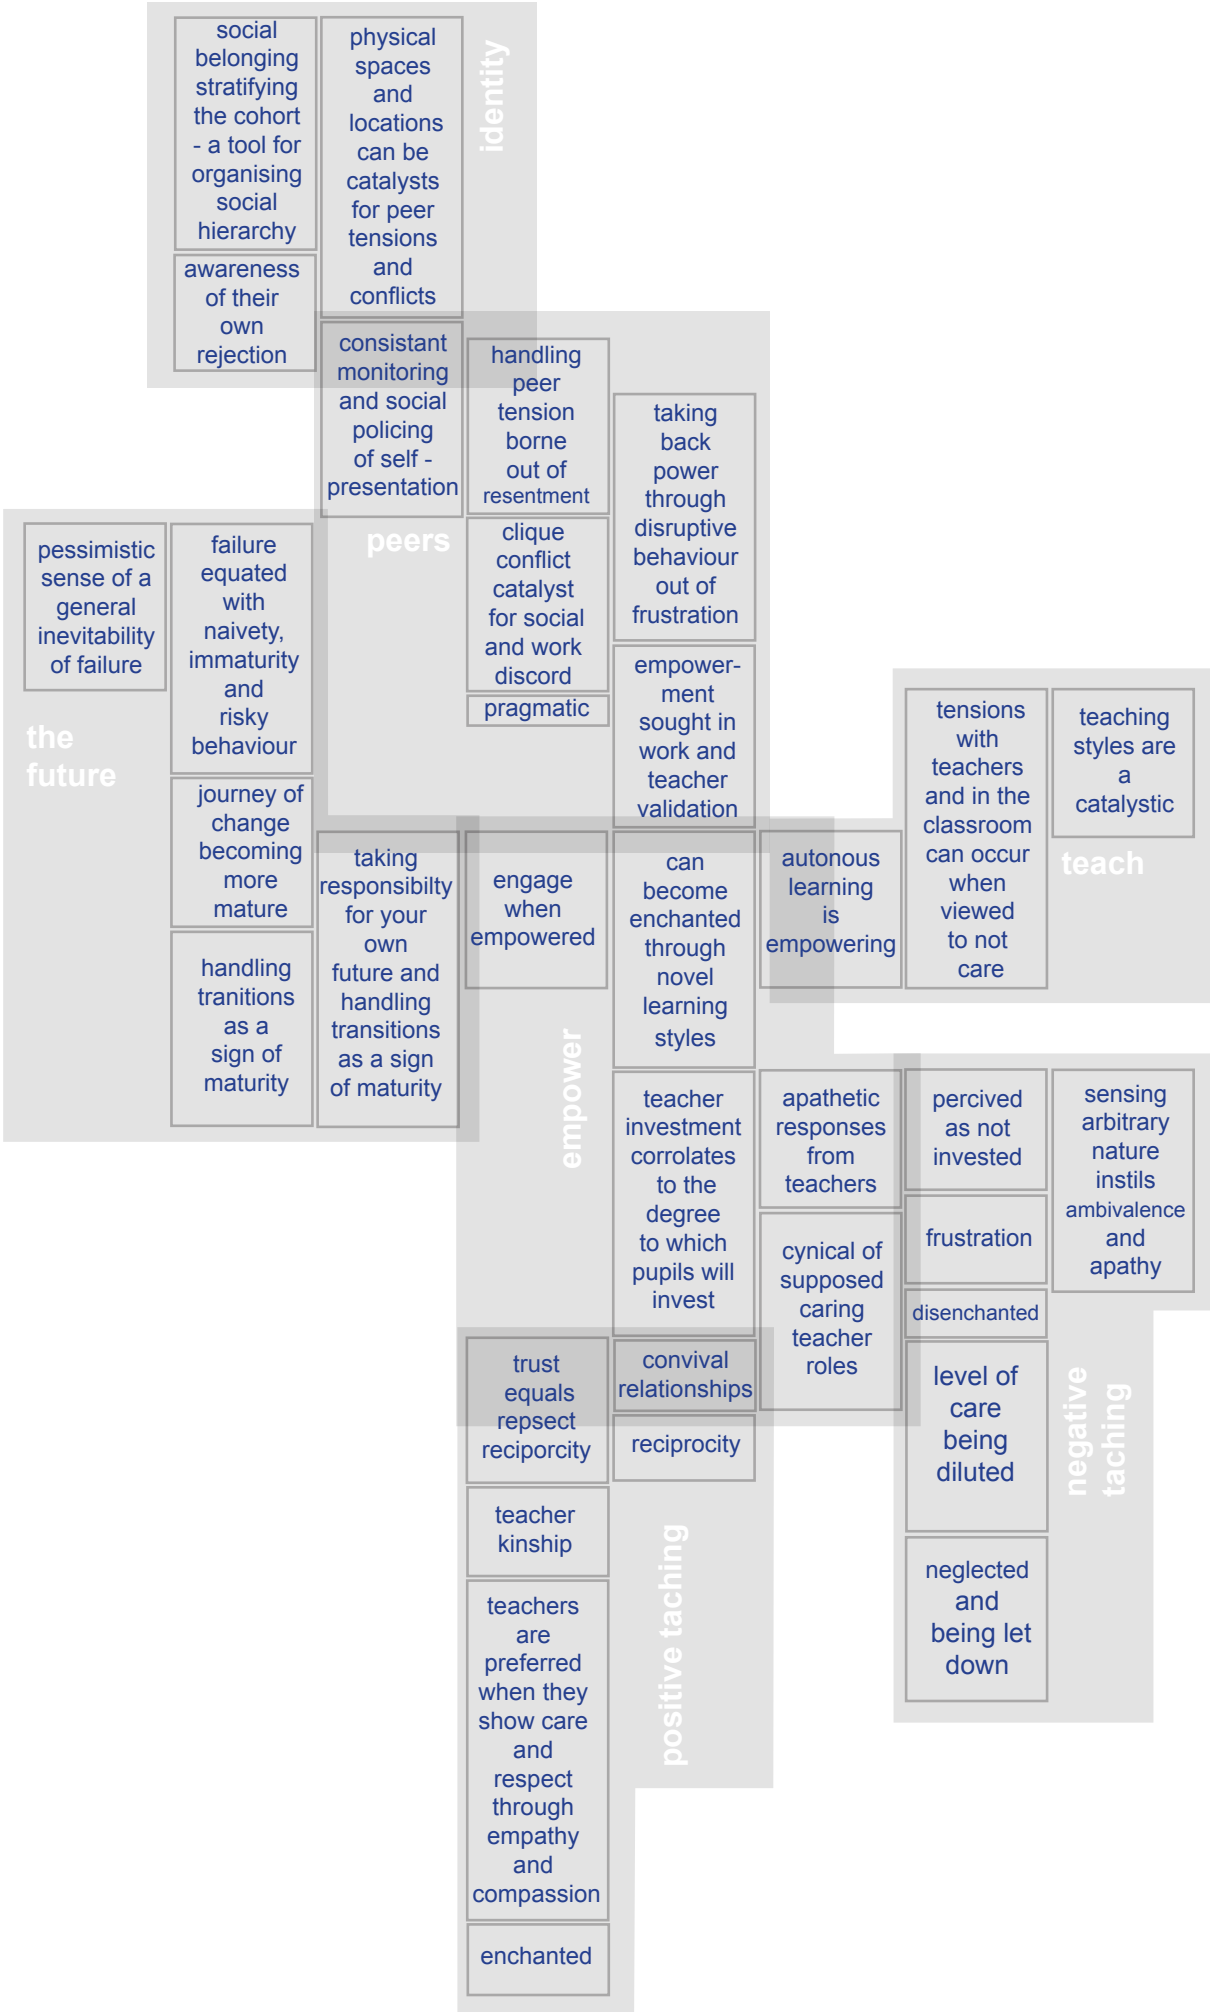 social
belonging
stratifying
the cohort
- a tool for
organising
social
hierarchy
physical
spaces
and
locations
can be
catalysts
for peer
tensions
and
conflicts
identity
awareness
of their
own
rejection
consistant
monitoring
and social
policing
of self -
presentation
handling
peer
tension
borne
out of
resentment
taking
back
power
through
disruptive
behaviour
out of
frustration
peers
clique
conflict
catalyst
for social
and work
discord
pragmatic
empower-
ment
sought in
work and
teacher
validation
pessimistic
sense of a
general
inevitability
of failure
failure
equated
with
naivety,
immaturity
and
risky
behaviour
the
future
journey of
change
becoming
more
mature
handling
tranitions
as a
sign of
maturity
taking
responsibilty
for your
own
future and
handling
transitions
as a sign
of maturity
engage
when
empowered
can
become
enchanted
through
novel
learning
styles
autonous
learning
is
empowering
tensions
with
teachers
and in the
classroom
can occur
when
viewed
to not
care
teaching
styles are
a
catalystic
teach
empower
teacher
investment
corrolates
to the
degree
to which
pupils will
invest
apathetic
responses
from
teachers
cynical of
supposed
caring
teacher
roles
percived
as not
invested
frustration
disenchanted
level of
care
being
diluted
neglected
and
being let
down
sensing
arbitrary
nature
instils
ambivalence
and
apathy
negative
taching
trust
equals
repsect
reciporcity
convival
relationships
reciprocity
teacher
kinship
teachers
are
preferred
when they
show care
and
respect
through
empathy
and
compassion
enchanted
positive taching